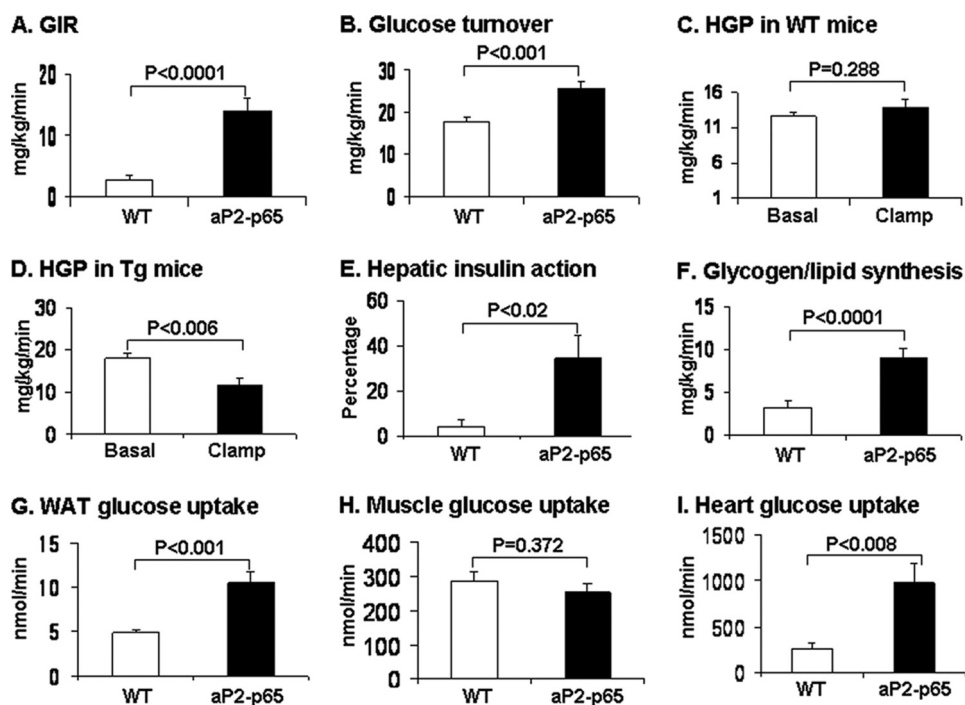 A. GIR
P<0.0001
mg/kg/min
20
10
0
WT
aP2-p65
B. Glucose turnover
P<0.001
mg/kg/min
30
20
10
0
WT
aP2-p65
C. HGP in WT mice
P=0.288
mg/kg/min
16
11
6
1
Basal
Clamp
D. HGP in Tg mice
P<0.006
mg/kg/min
30
20
10
0
Basal
Clamp
E. Hepatic insulin action
P<0.02
Percentage
60
40
20
0
WT
aP2-p65
F. Glycogen/lipid synthesis
P<0.0001
mg/kg/min
15
10
5
0
WT
aP2-p65
G. WAT glucose uptake
P<0.001
nmol/min
15
10
5
0
WT
aP2-p65
H. Muscle glucose uptake
P=0.372
nmol/min
400
300
200
100
0
WT
aP2-p65
I. Heart glucose uptake
P<0.008
nmol/min
1500
1000
500
0
WT
aP2-p65